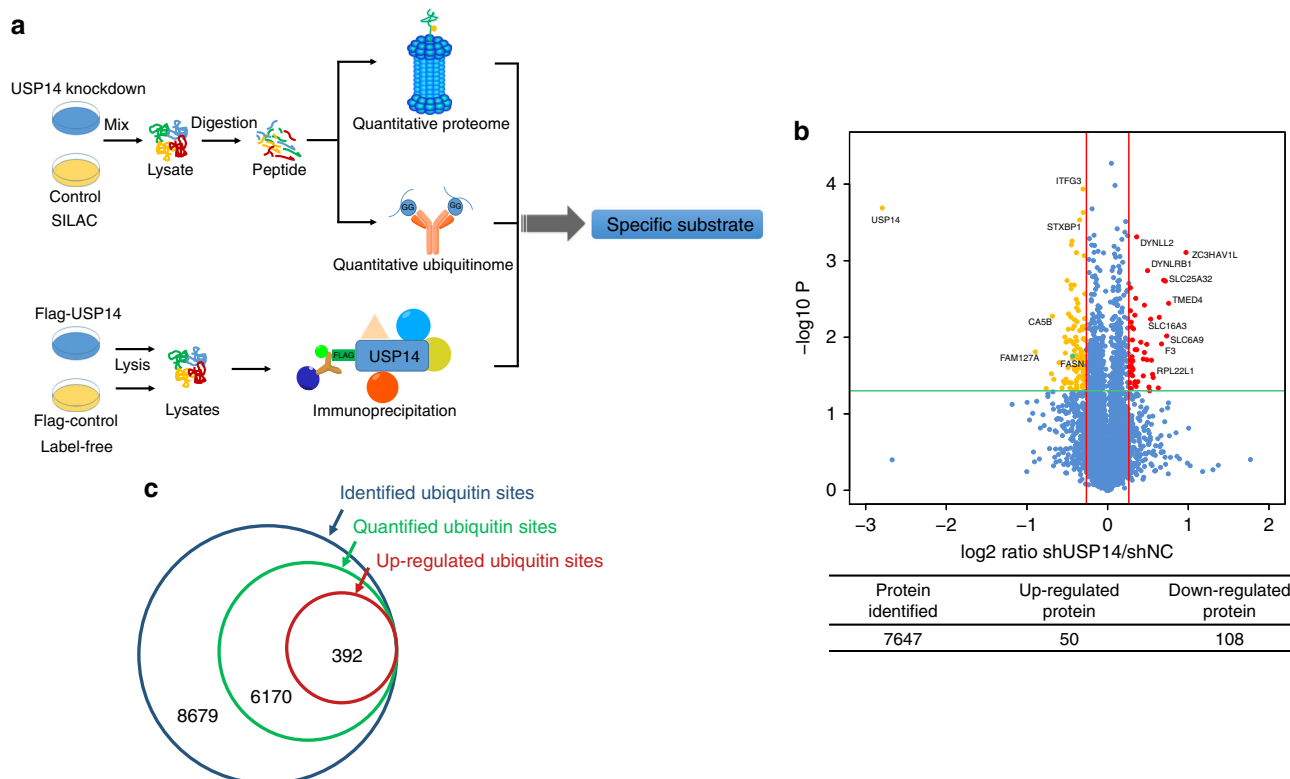 a
USP14 knockdown
Mix
Control
SILAC
Lysate
Digestion
Peptide
Quantitative proteome
GG
GG
Quantitative ubiquitinome
Specific substrate
Flag-USP14
Lysis
Flag-control
Label-free
Lysates
FLAG
USP14
Immunoprecipitation
b
−log10 P
4
3
2
1
0
ITFG3
USP14
STXBP1
DYNLL2
ZC3HAV1L
DYNLRB1
SLC25A32
TMED4
CA5B
SLC16A3
SLC6A9
F3
FAM127A
FASN
RPL22L1
−3
−1
0
1
2
log2 ratio shUSP14/shNC
Protein identified
Up-regulated protein
Down-regulated protein
7647
50
108
c
Identified ubiquitin sites
Quantified ubiquitin sites
Up-regulated ubiquitin sites
392
6170
8679